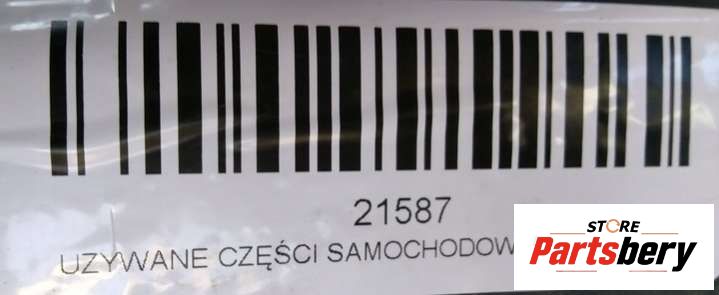 21587
UZYWANE CZĘŚCI SAMOCHODOW
STORE
Partsbery